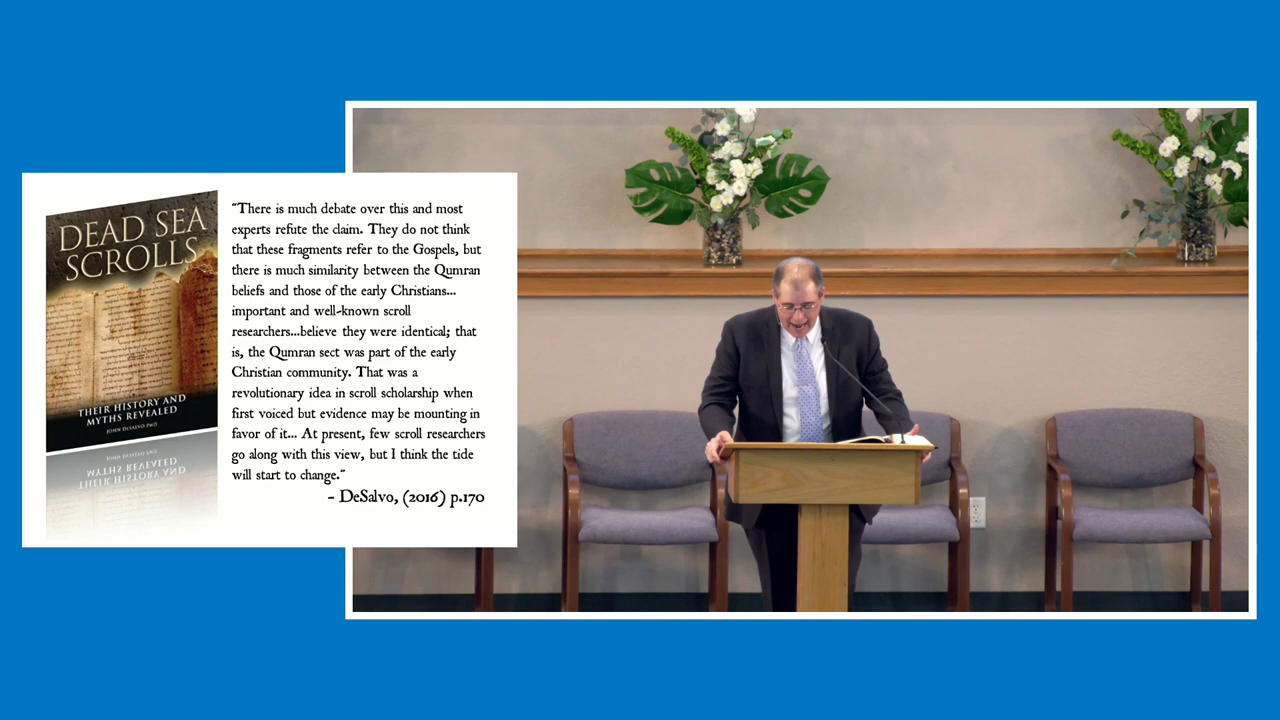 DEAD SEA
SCROLLS
THEIR HISTORY AND
MYTHS REVEALED
JOHN DESALVO PHD
"There is much debate over this and most
experts refute the claim. They do not think
that these fragments refer to the Gospels, but
there is much similarity between the Qumran
beliefs and those of the early Christians...
important and well-known scroll
researchers...believe they were identical; that
is, the Qumran sect was part of the early
Christian community. That was a
revolutionary idea in scroll scholarship when
first voiced but evidence may be mounting in
favor of it... At present, few scroll researchers
go along with this view, but I think the tide
will start to change."
- DeSalvo, (2016) p.170